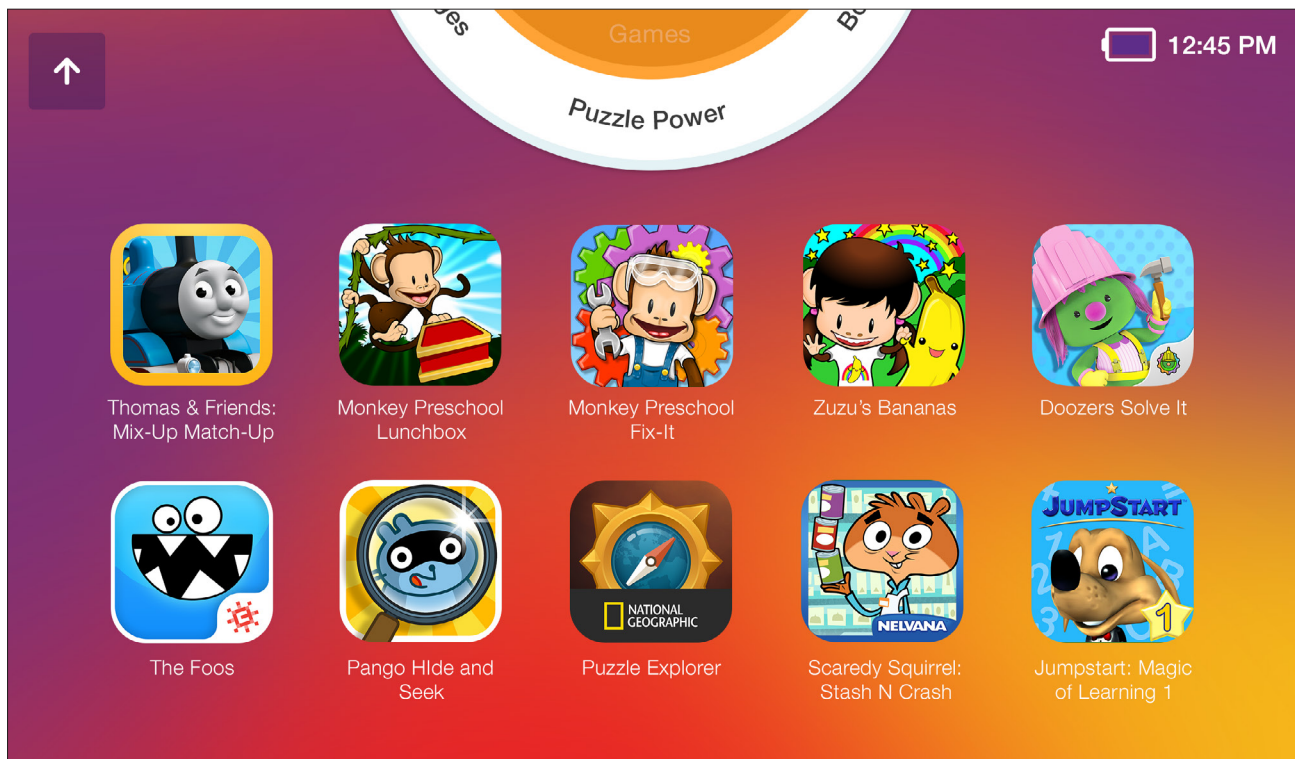 Games
Puzzle Power
12:45 PM
Thomas & Friends:
Mix-Up Match-Up
Monkey Preschool
Lunchbox
Monkey Preschool
Fix-It
Zuzu's Bananas
Doozers Solve It
NATIONAL
GEOGRAPHIC
NELVANA
JUMPSTART
1
The Foos
Pango HIde and
Seek
Puzzle Explorer
Scaredy Squirrel:
Stash N Crash
Jumpstart: Magic
of Learning 1